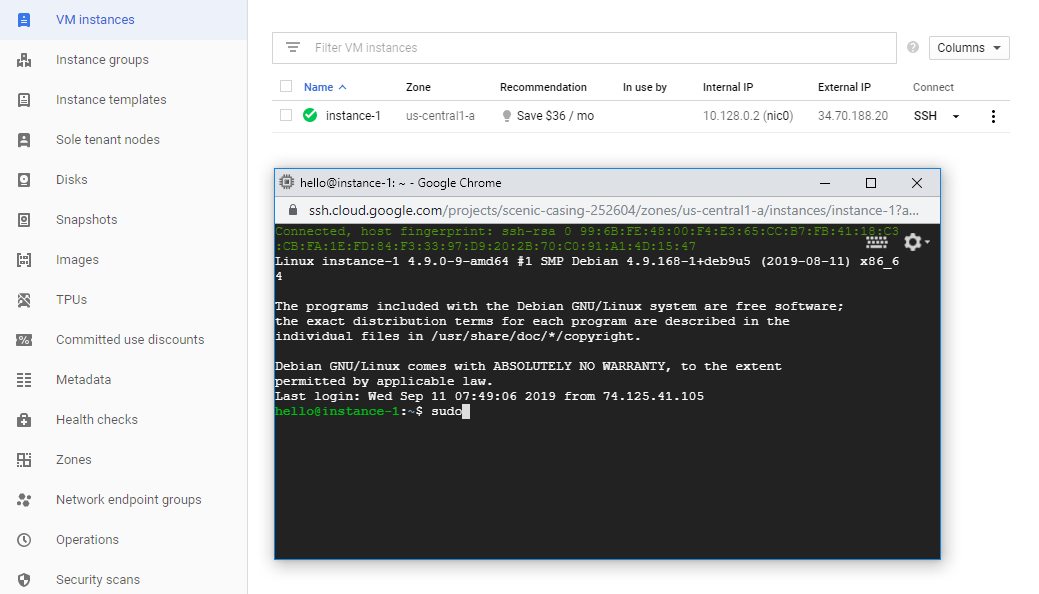 VM instances
Instance groups
Instance templates
Sole tenant nodes
Disks
Snapshots
Images
TPUs
Committed use discounts
Metadata
Health checks
Zones
Network endpoint groups
Operations
Security scans
Filter VM instances
Columns
Name Zone Recommendation In use by Internal IP External IP Connect
instance-1 us-central1-a Save $36 / mo 10.128.0.2 (nic0) 34.70.188.20 SSH
hello@instance-1: ~ - Google Chrome
ssh.cloud.google.com/projects/scenic-casing-252604/zones/us-central1-a/instances/instance-1?a...
Connected, host fingerprint: ssh-rsa 0 99:6B:FE:48:00:F4:E3:65:CC:B7:FB:41:18:C3
:CB:FA:1E:FD:84:F3:33:97:D9:20:2B:70:C0:91:A1:4D:15:47
Linux instance-1 4.9.0-9-amd64 #1 SMP Debian 4.9.168-1+deb9u5 (2019-08-11) x86_6
4
The programs included with the Debian GNU/Linux system are free software;
the exact distribution terms for each program are described in the
individual files in /usr/share/doc/*/copyright.
Debian GNU/Linux comes with ABSOLUTELY NO WARRANTY, to the extent
permitted by applicable law.
Last login: Wed Sep 11 07:49:06 2019 from 74.125.41.105
hello@instance-1:~$ sudo